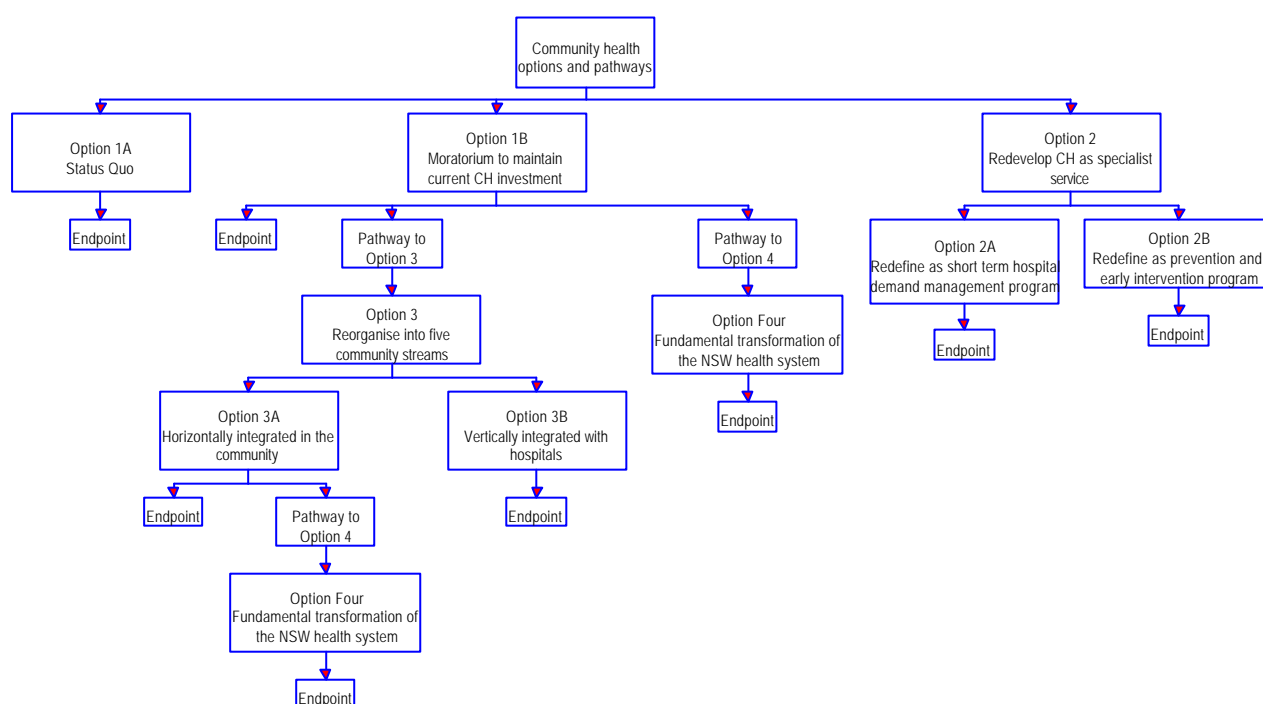 Community health
options and pathways
Option 1A
Status Quo
Option 1B
Moratorium to maintain
current CH investment
Option 2
Redevelop CH as specialist
service
Endpoint
Endpoint
Pathway to
Option 3
Pathway to
Option 4
Option 2A
Redefine as short term hospital
demand management program
Option 2B
Redefine as prevention and
early intervention program
Option 3
Reorganise into five
community streams
Option Four
Fundamental transformation of
the NSW health system
Endpoint
Endpoint
Option 3A
Horizontally integrated in the
community
Option 3B
Vertically integrated with
hospitals
Endpoint
Endpoint
Pathway to
Option 4
Endpoint
Option Four
Fundamental transformation of
the NSW health system
Endpoint